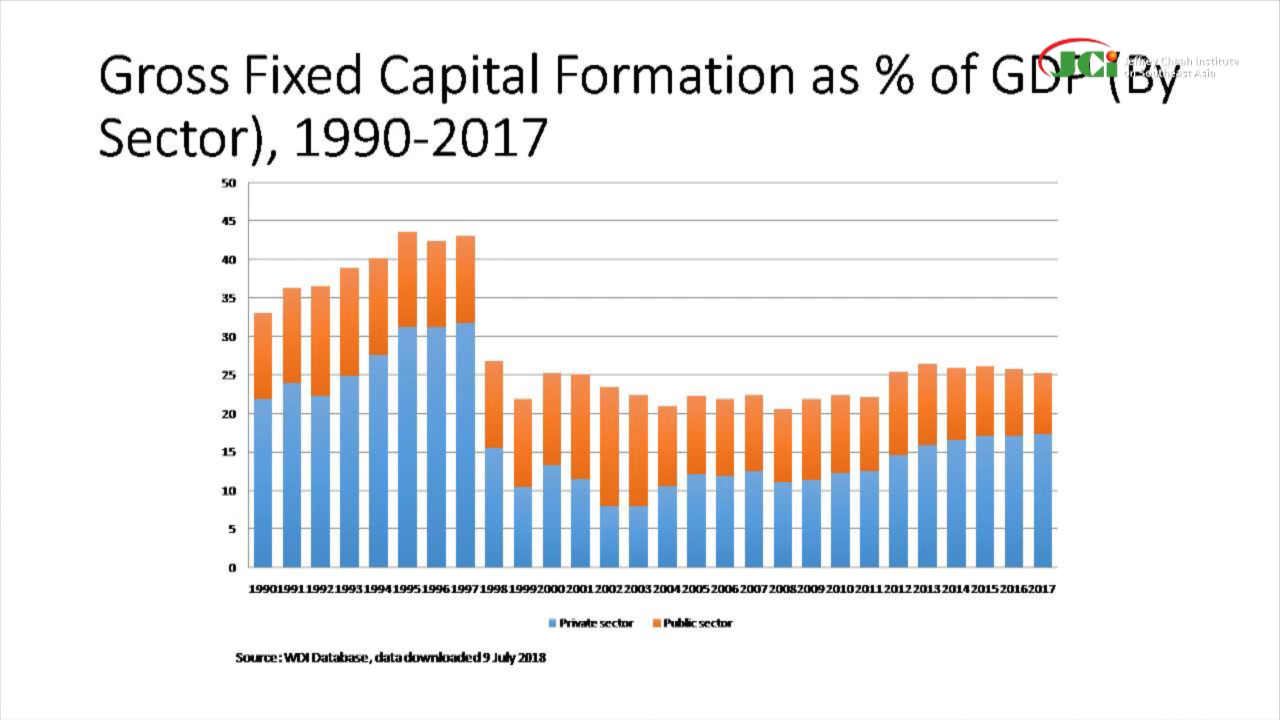 Gross Fixed Capital Formation as % of GDP (By
Sector), 1990-2017
JCi
Jeffrey Cheah Institute
on Southeast Asia
50
45
40
35
30
25
20
15
10
5
0
1990 1991 1992 1993 1994 1995 1996 1997 1998 1999 2000 2001 2002 2003 2004 2005 2006 2007 2008 2009 2010 2011 2012 2013 2014 2015 2016 2017
Private sector Public sector
Source: WDI Database, data downloaded 9 July 2018